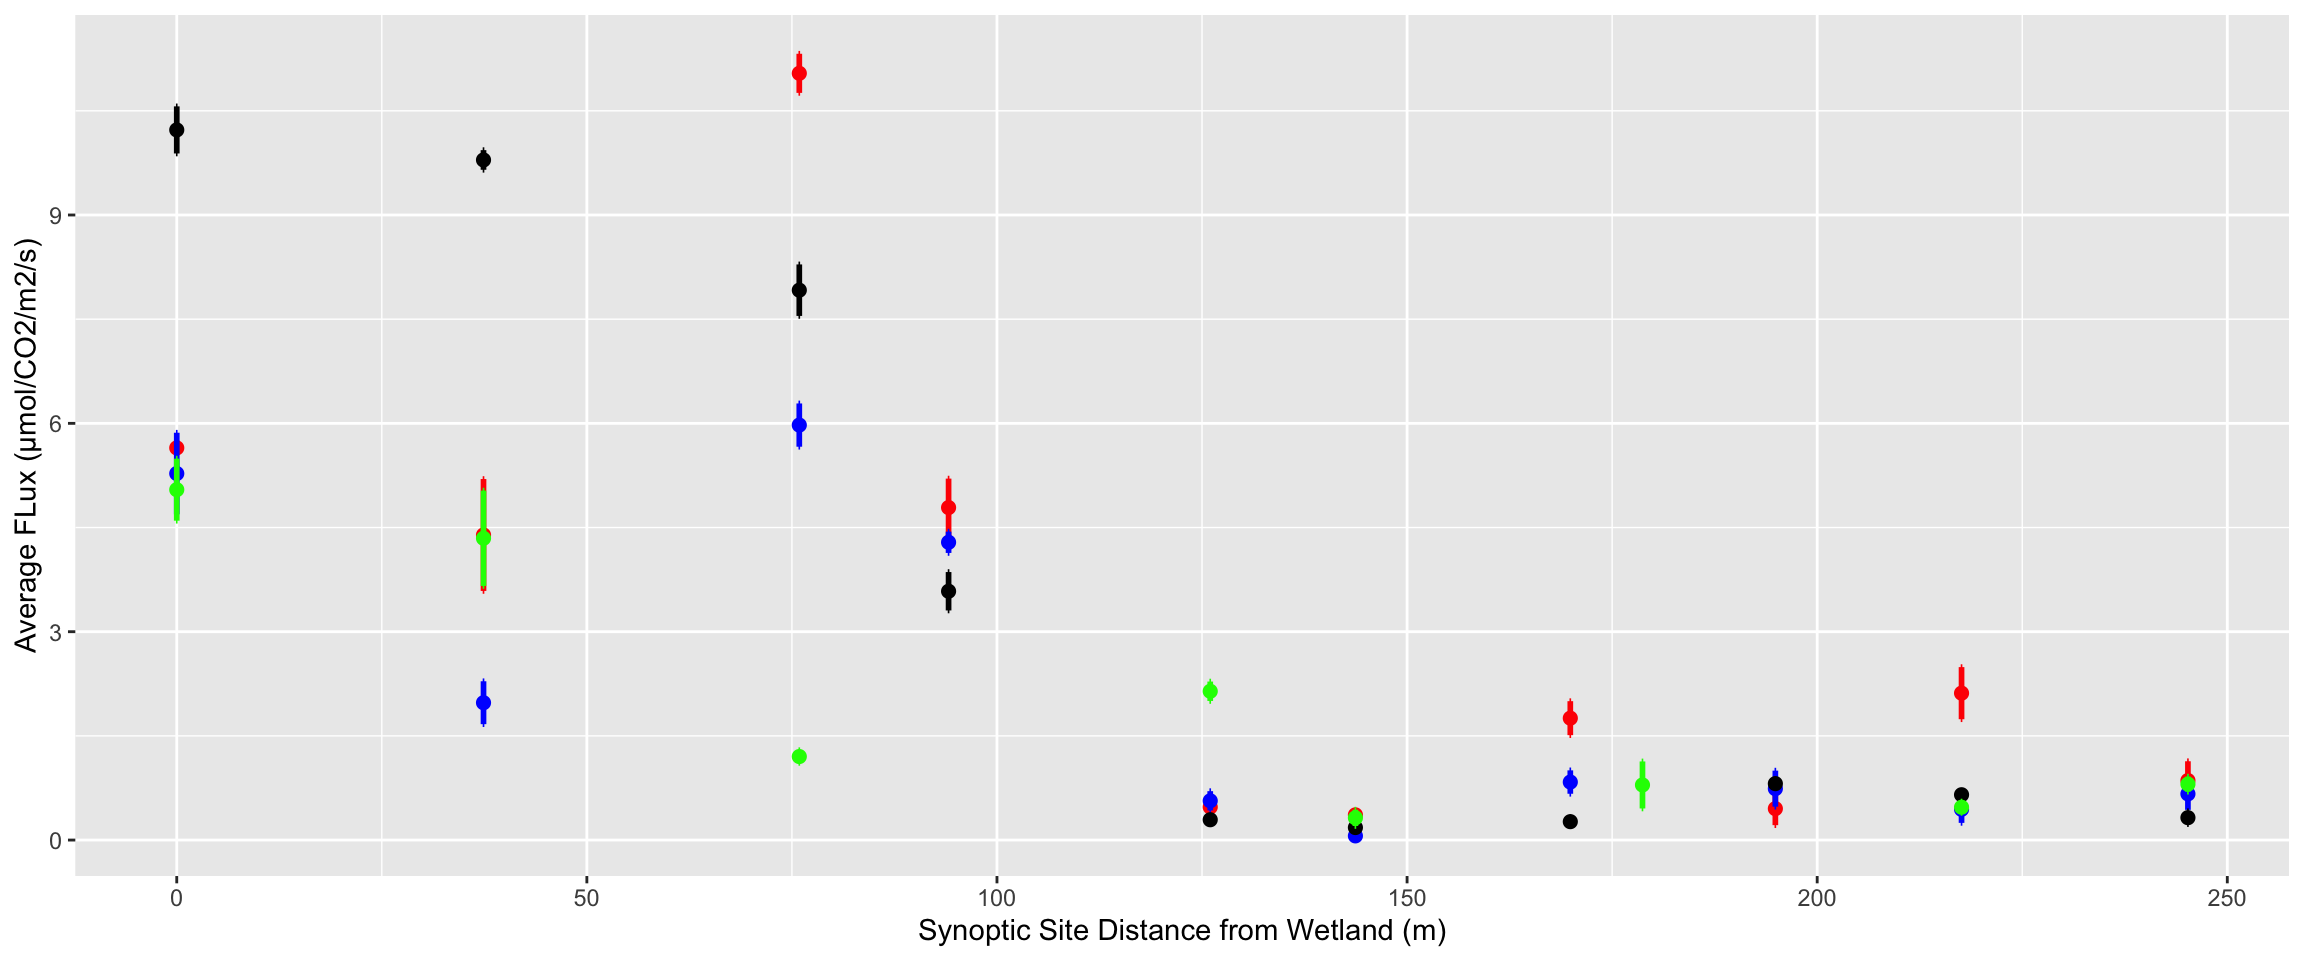 Average FLux (μmol/CO2/m2/s)
9
6
3
0
0 50 100 150 200 250
Synoptic Site Distance from Wetland (m)